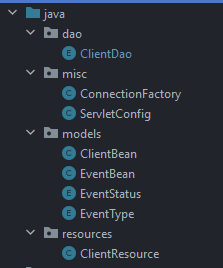 java
dao
E ClientDao
misc
C ConnectionFactory
C ServletConfig
models
C ClientBean
C EventBean
E EventStatus
E EventType
resources
C ClientResource